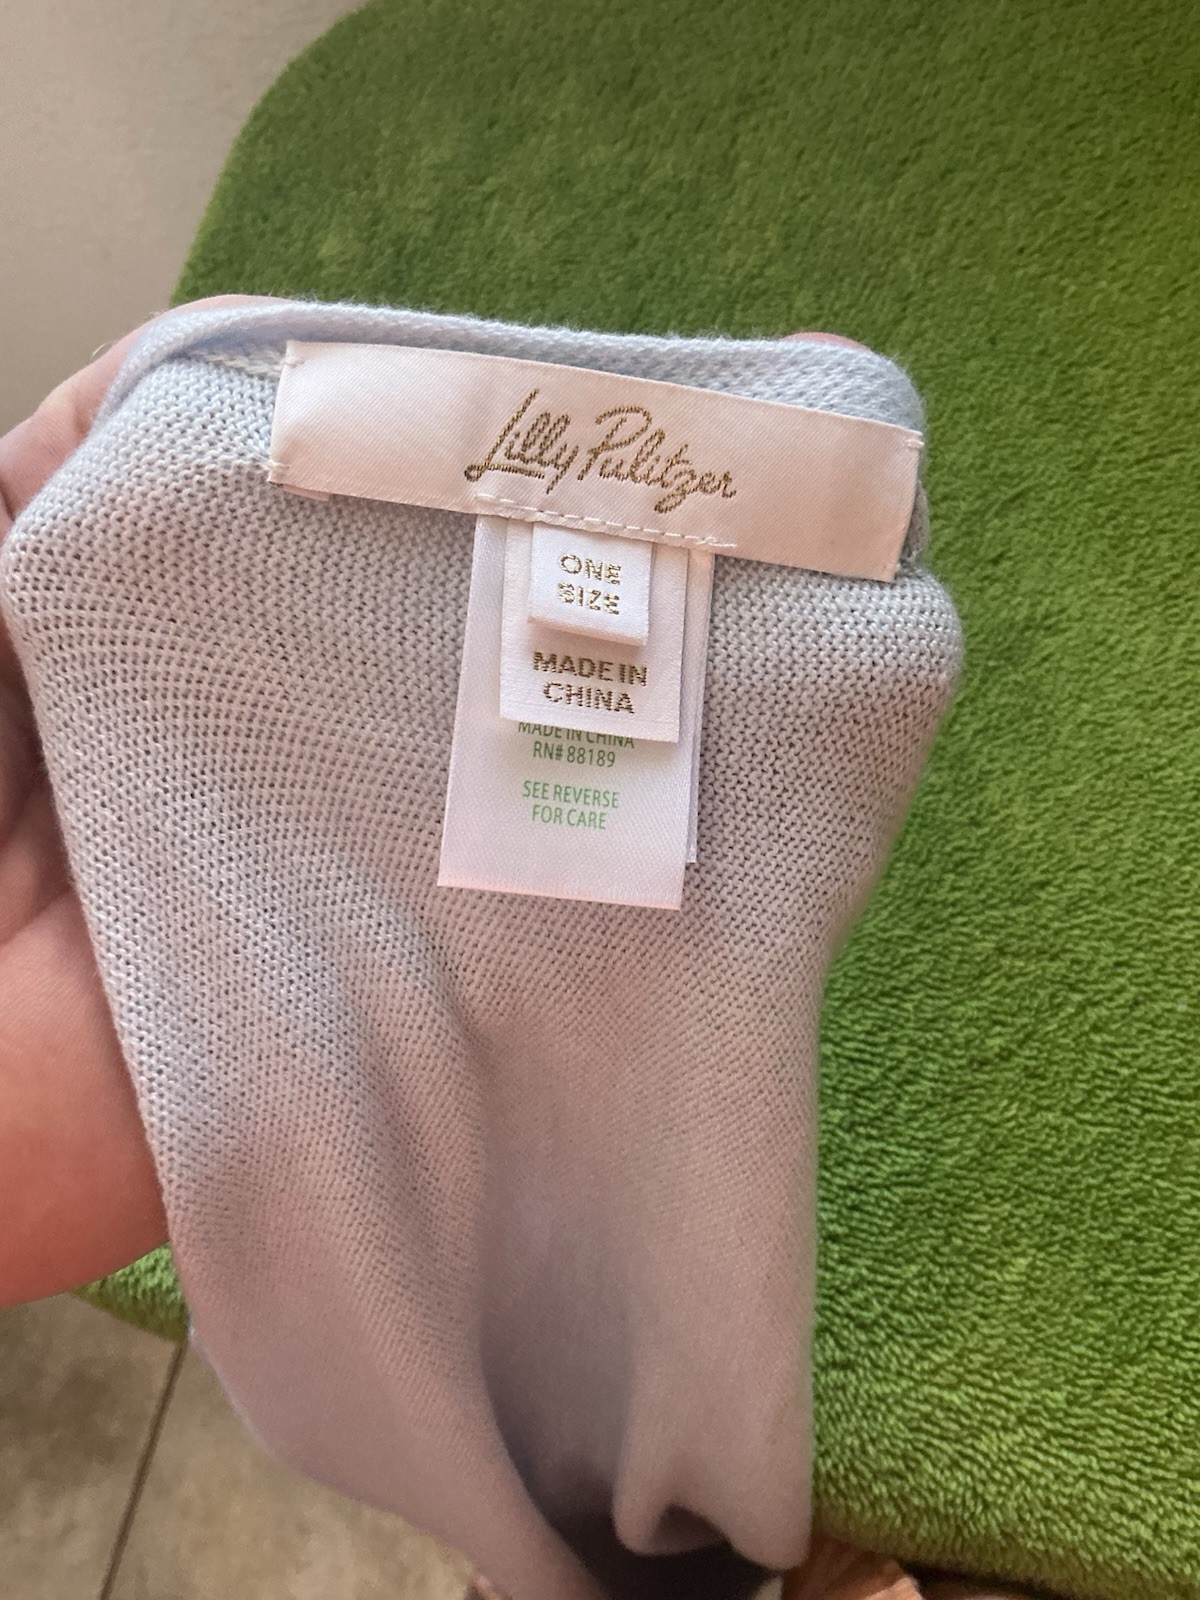 Lilly Pulitzer
ONE
SIZE
MADE IN
CHINA
MADE IN CHINA
RN# 88189
SEE REVERSE
FOR CARE